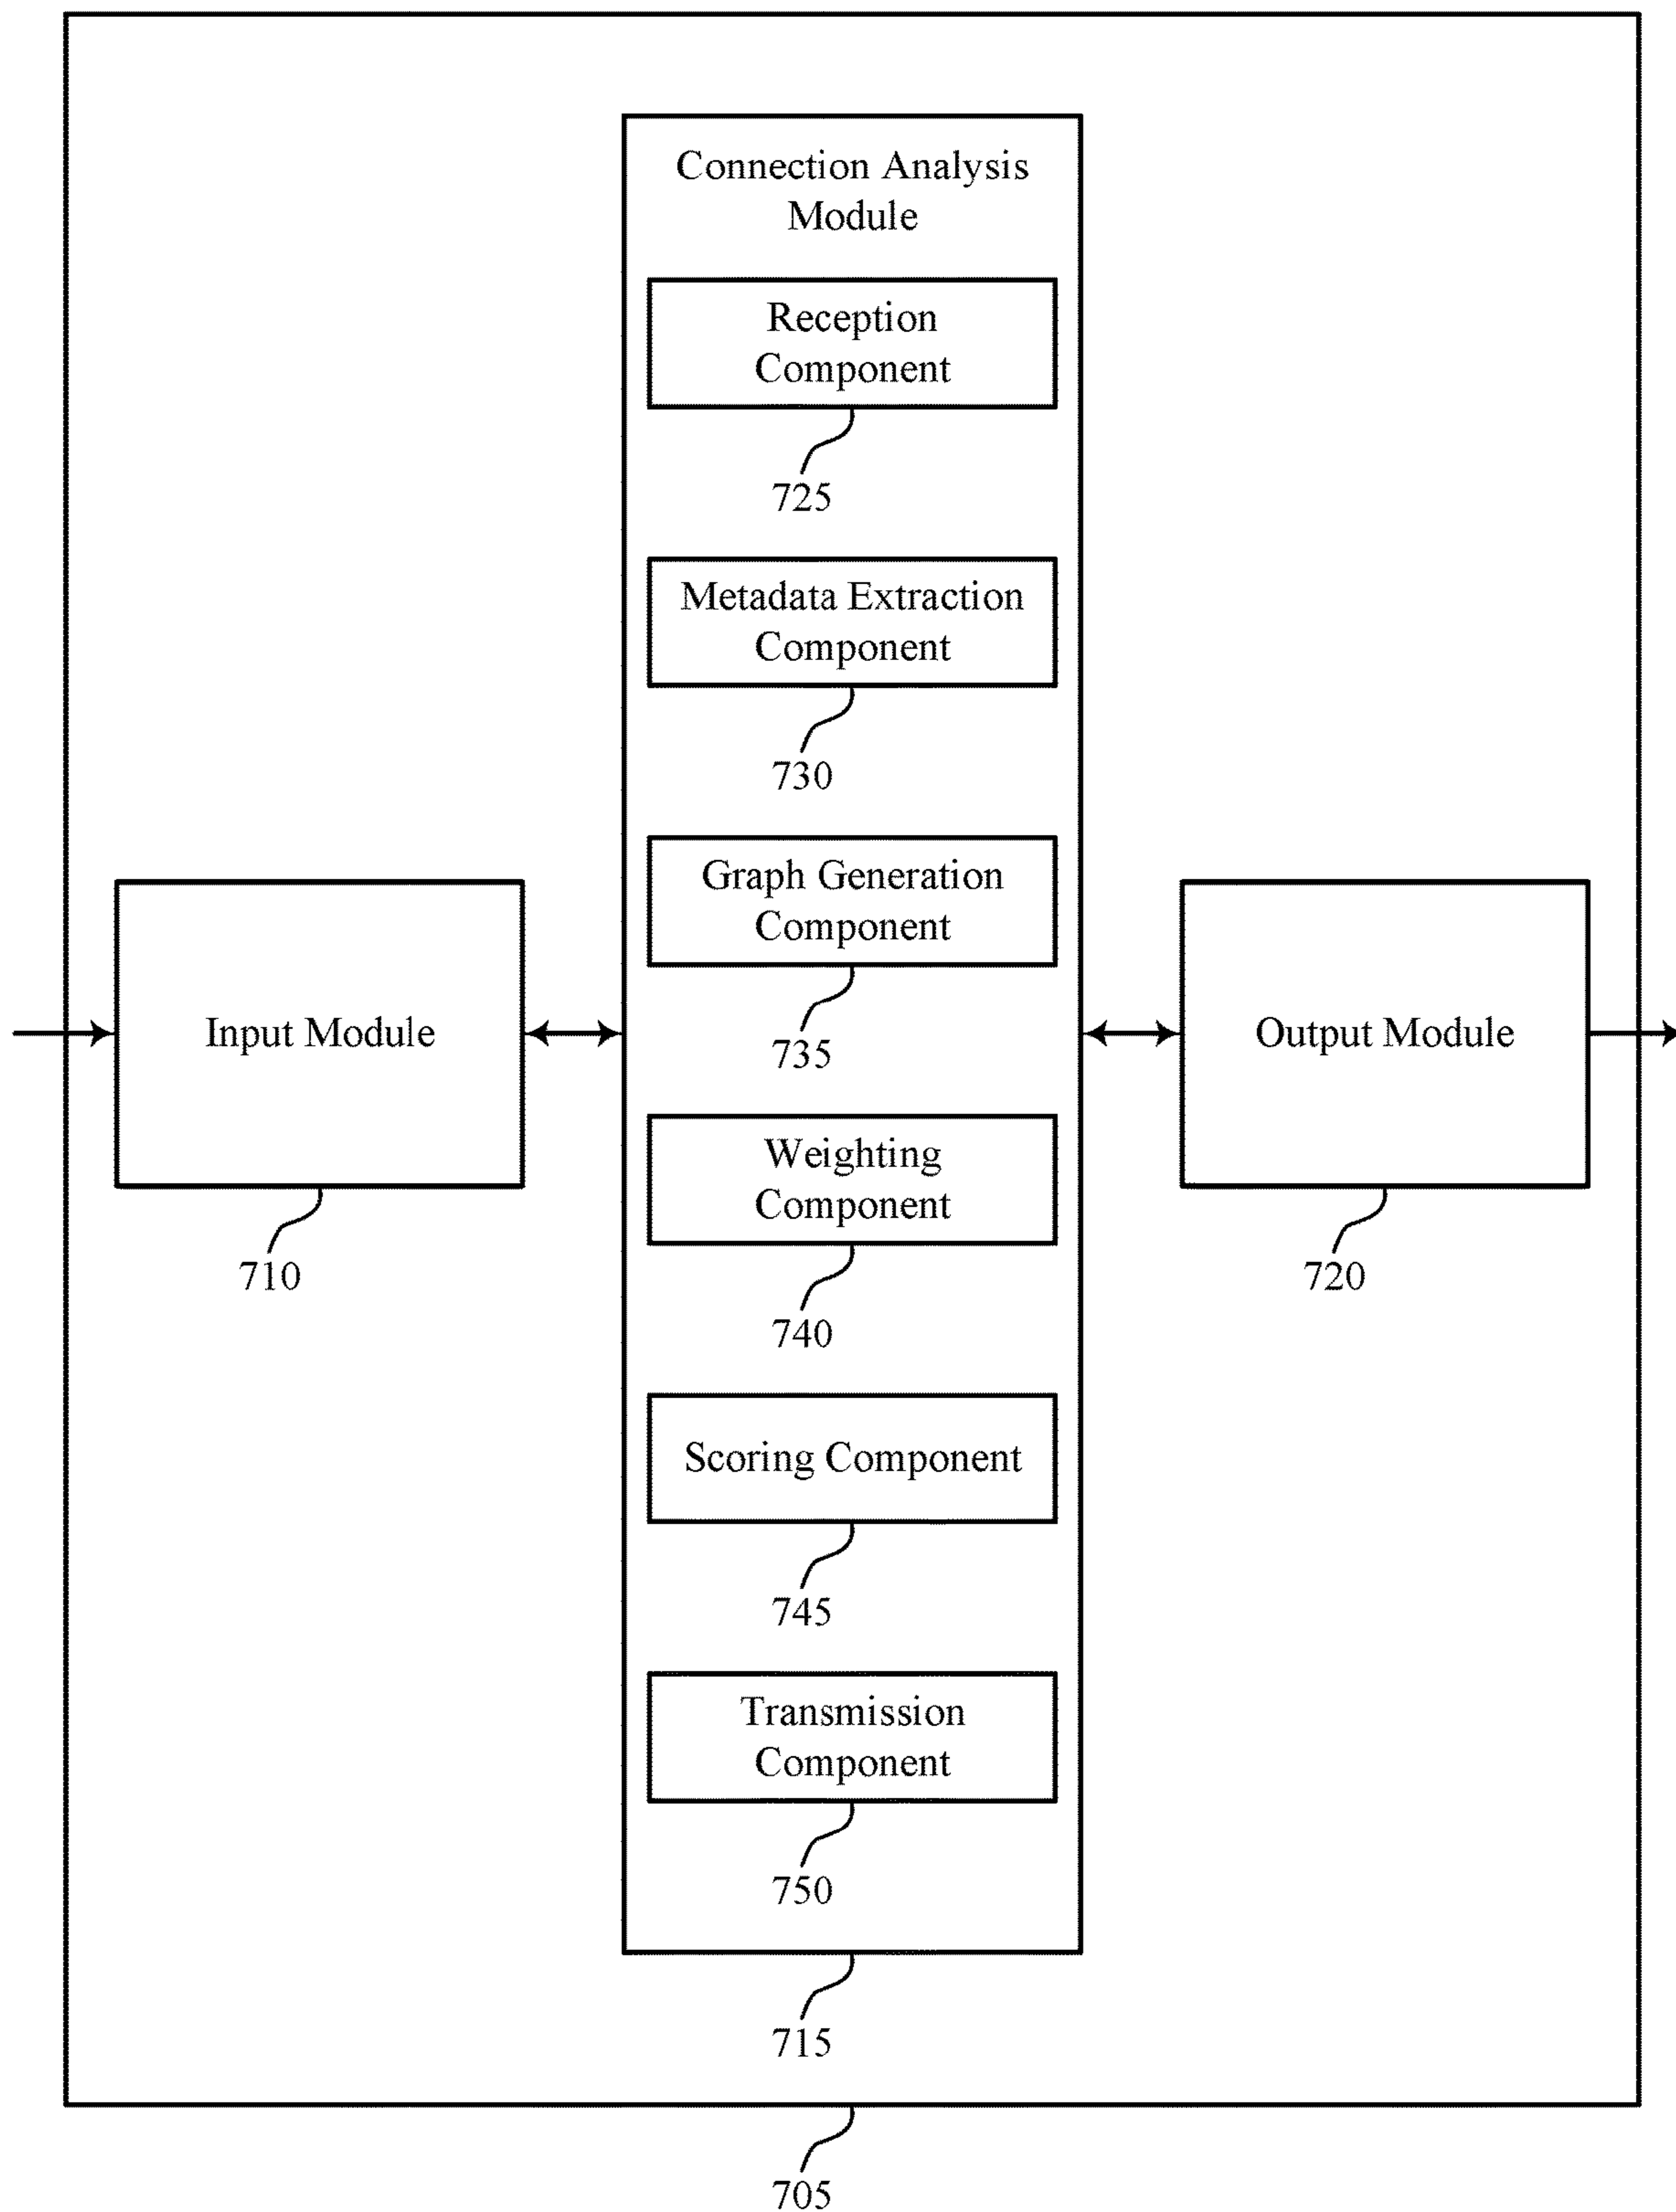 Connection Analysis
Module
Reception
Component
725
Metadata Extraction
Component
730
Graph Generation
Component
735
Input Module
710
Weighting
Component
740
Output Module
720
Scoring Component
745
Transmission
Component
750
715
705